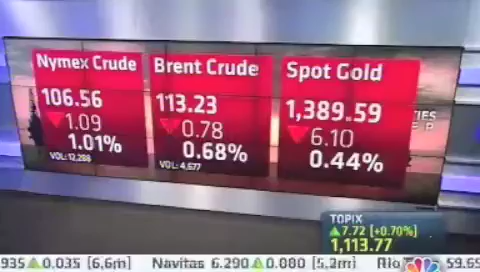 Nymex Crude
106.56
▼1.09
1.01%
VOL: 12,288
Brent Crude
113.23
▼0.78
0.68%
VOL: 4,677
Spot Gold
1,389.59
▼6.10
0.44%
TOPIX
▲7.72 [+0.70%]
1,113.77
935▲0.035 [6,6m] Navitas 6.290▲0.080 [5,2m] Rio 59.65